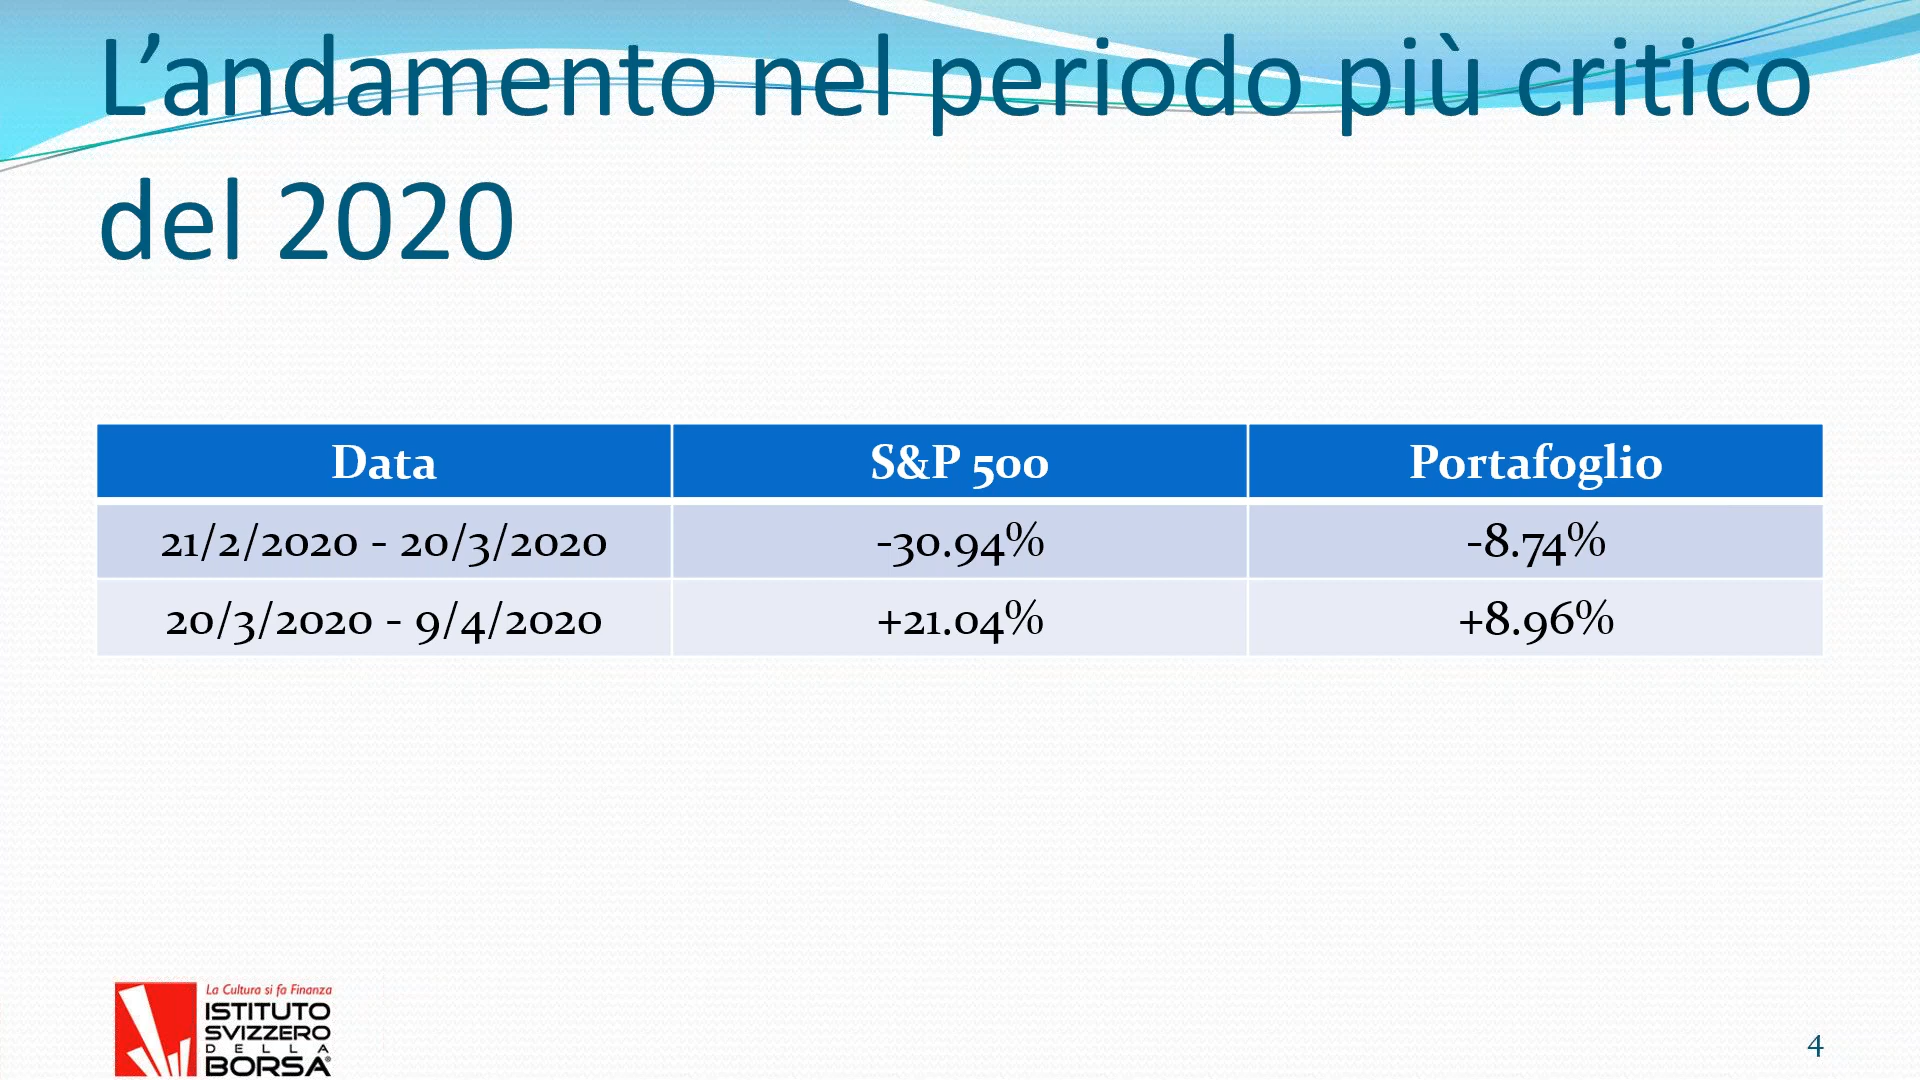 L’andamento nel periodo più critico
del 2020
Data S&P 500 Portafoglio
21/2/2020 - 20/3/2020 -30.94% -8.74%
20/3/2020 - 9/4/2020 +21.04% +8.96%
La Cultura si fa Finanza
ISTITUTO
SVIZZERO
DELLA
BORSA®
4